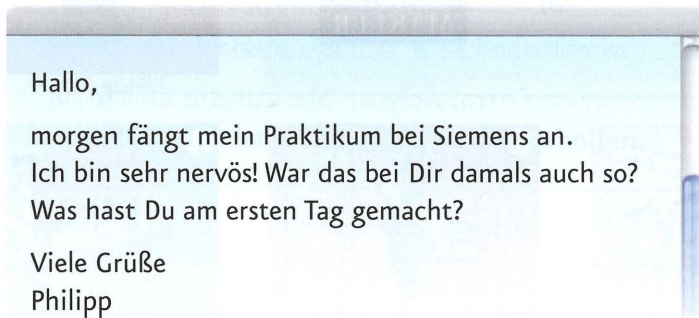 Hallo,
morgen fängt mein Praktikum bei Siemens an.
Ich bin sehr nervös! War das bei Dir damals auch so?
Was hast Du am ersten Tag gemacht?
Viele Grüße
Philipp